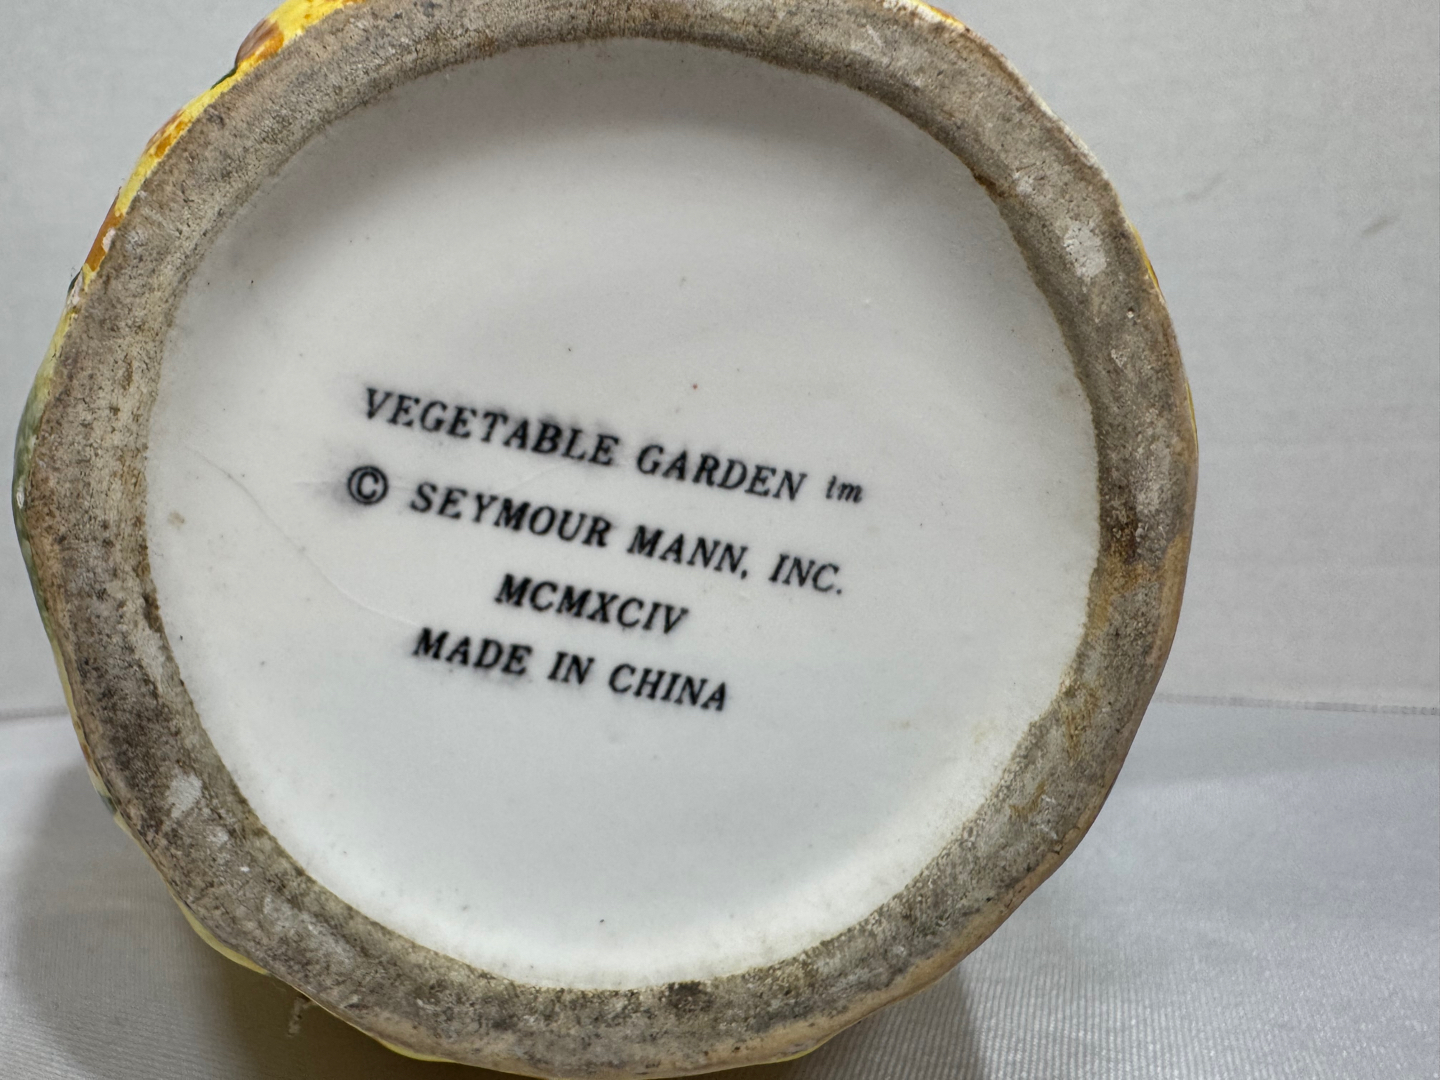 VEGETABLE GARDEN tm
© SEYMOUR MANN, INC.
MCMXCIV
MADE IN CHINA